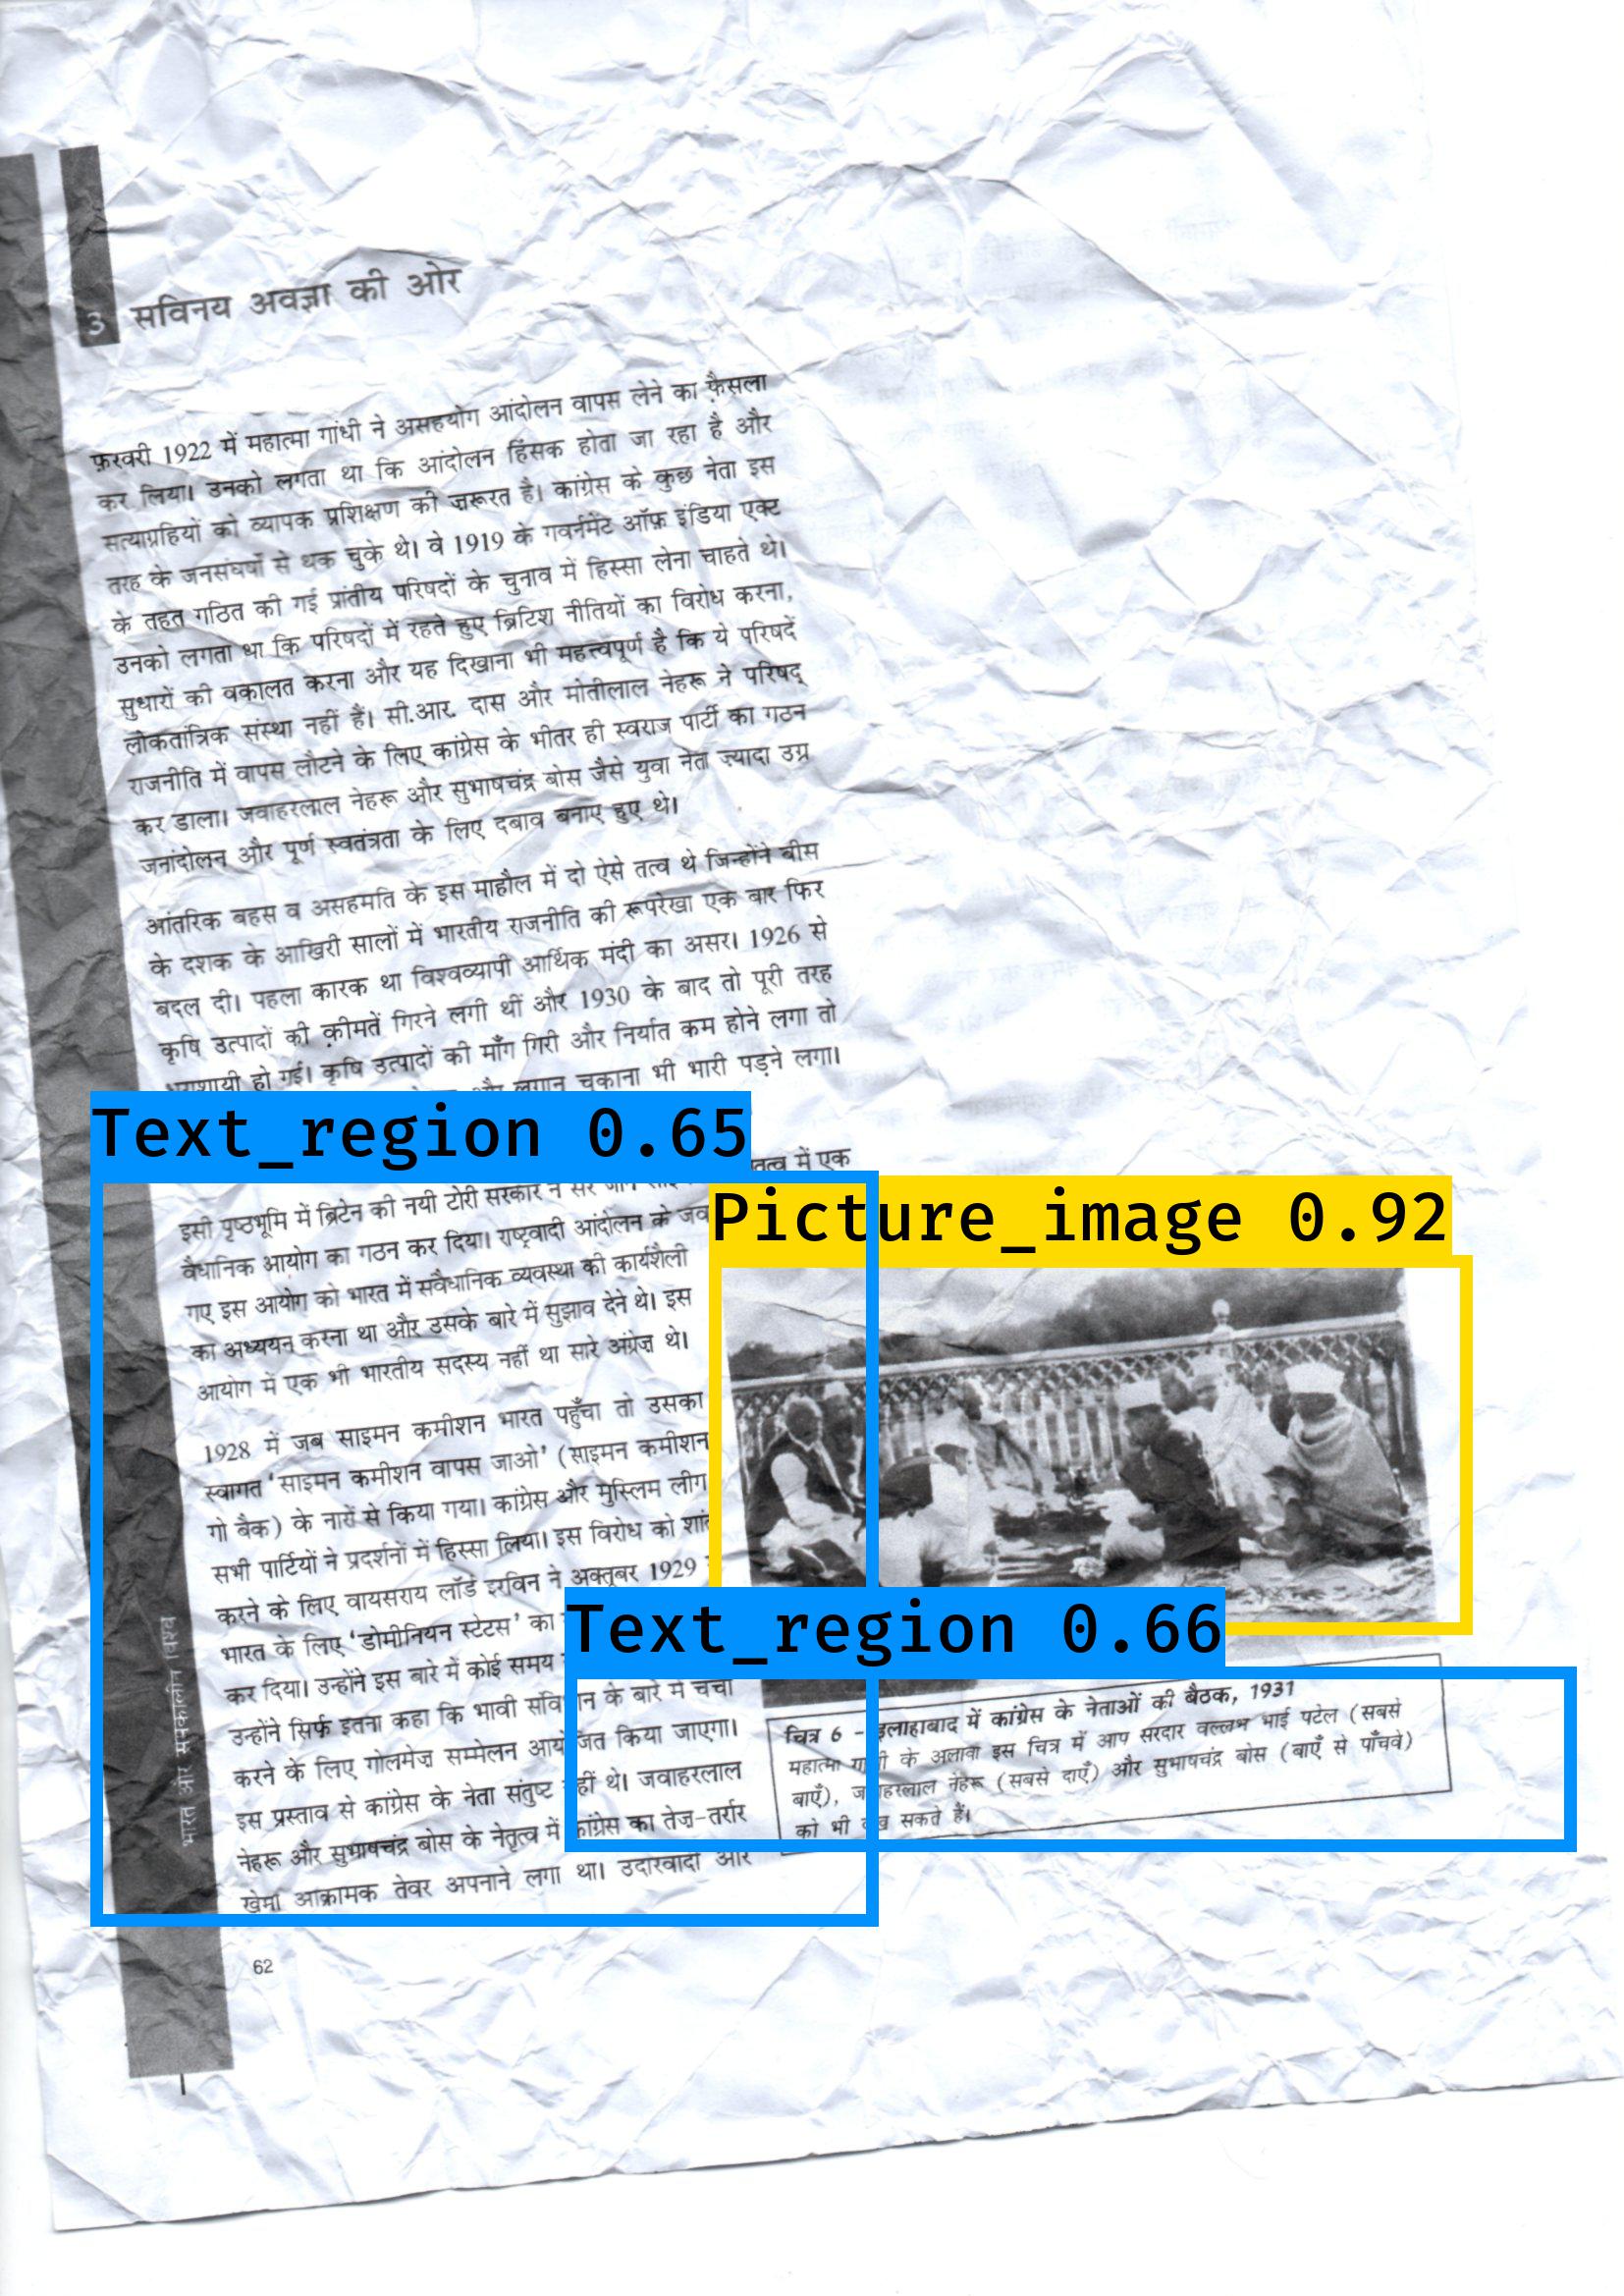 3 सविनय अवज्ञा की ओर
फ़रवरी 1922 में महात्मा गांधी ने असहयोग आंदोलन वापस लेने का फ़ैसला
कर लिया। उनको लगता था कि आंदोलन हिंसक होता जा रहा है और
सत्याग्रहियों को व्यापक प्रशिक्षण की ज़रूरत है। कांग्रेस के कुछ नेता इस
तरह के जनसंघर्षों से थक चुके थे। वे 1919 के गवर्नमेंट ऑफ़ इंडिया एक्ट
के तहत गठित की गई प्रांतीय परिषदों के चुनाव में हिस्सा लेना चाहते थे।
उनको लगता था कि परिषदों में रहते हुए ब्रिटिश नीतियों का विरोध करना,
सुधारों की वकालत करना और यह दिखाना भी महत्त्वपूर्ण है कि ये परिषदें
लोकतांत्रिक संस्था नहीं हैं। सी.आर. दास और मोतीलाल नेहरू ने परिषद्
राजनीति में वापस लौटने के लिए कांग्रेस के भीतर ही स्वराज पार्टी का गठन
कर डाला। जवाहरलाल नेहरू और सुभाषचंद्र बोस जैसे युवा नेता ज़्यादा उग्र
जनांदोलन और पूर्ण स्वतंत्रता के लिए दबाव बनाए हुए थे।
आंतरिक बहस व असहमति के इस माहौल में दो ऐसे तत्व थे जिन्होंने बीस
के दशक के आखिरी सालों में भारतीय राजनीति की रूपरेखा एक बार फिर
बदल दी। पहला कारक था विश्वव्यापी आर्थिक मंदी का असर। 1926 से
कृषि उत्पादों की क़ीमतें गिरने लगी थीं और 1930 के बाद तो पूरी तरह
हो गई। कृषि उत्पादों की माँग गिरी और निर्यात कम होने लगा तो
और लगान चुकाना भी भारी पड़ने लगा।
में एक
इसी पृष्ठभूमि में ब्रिटेन की नयी टोरी सरकार ने सर
वैधानिक आयोग का गठन कर दिया। राष्ट्रवादी आंदोलन के
गए इस आयोग को भारत में सवैधानिक व्यवस्था की कार्यशैली
का अध्ययन करना था और उसके बारे में सुझाव देने थे। इस
आयोग में एक भी भारतीय सदस्य नहीं था सारे अंग्रेज़ थे।
1928 में जब साइमन कमीशन भारत पहुँचा तो उसका
स्वागत ‘साइमन कमीशन वापस जाओ’ (साइमन कमीशन
गो बैक) के नारों से किया गया। कांग्रेस और मुस्लिम लीग
सभी पार्टियों ने प्रदर्शनों में हिस्सा लिया। इस विरोध को
करने के लिए वायसराय लॉर्ड इरविन ने अक्तूबर 1929
भारत के लिए ‘डोमीनियन स्टेटस’ का
कर दिया। उन्होंने इस बारे में कोई समय
उन्होंने सिर्फ़ इतना कहा कि भावी संविधान के बारे में चर्चा
करने के लिए गोलमेज़ सम्मेलन आयोजित किया जाएगा।
इस प्रस्ताव से कांग्रेस के नेता संतुष्ट नहीं थे। जवाहरलाल
नेहरू और सुभाषचंद्र बोस के नेतृत्व में कांग्रेस का तेज़-तर्रार
खेमा आक्रामक तेवर अपनाने लगा था। उदारवादी और
चित्र 6 – इलाहाबाद में कांग्रेस के नेताओं की बैठक, 1931
महात्मा गांधी के अलावा इस चित्र में आप सरदार वल्लभ भाई पटेल (सबसे
बाएँ), जवाहरलाल नेहरू (सबसे दाएँ) और सुभाषचंद्र बोस (बाएँ से पाँचवे)
को भी देख सकते हैं।
भारत और समकालीन विश्व
62
Text_region 0.65
Picture_image 0.92
Text_region 0.66